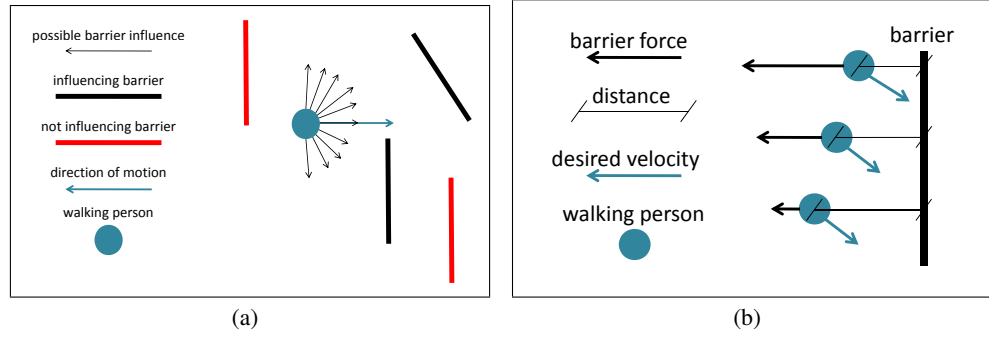 possible barrier influence
influencing barrier
not influencing barrier
direction of motion
walking person
(a)
barrier force
distance
desired velocity
walking person
barrier
(b)